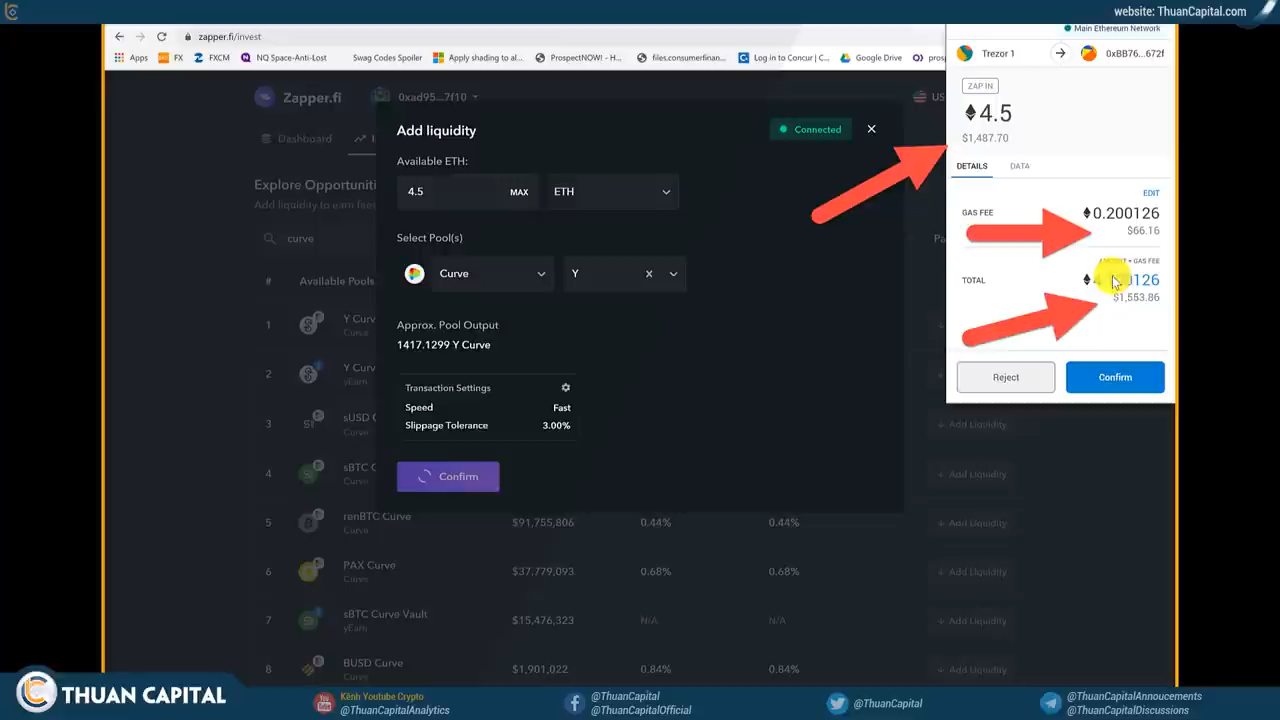 website: ThuanCapital.com
zapper.fi/invest
Apps
FX
FXCM
NQ Space-Anti-Lost
Swag Codes Spoiler
Apply shading to al...
ProspectNOW! - H...
files.consumerfinan...
Log in to Concur | C...
Google Drive
Main Ethereum Network
Trezor 1
0xBB76...672f
ZAP IN
4.5
$1,487.70
DETAILS
DATA
EDIT
GAS FEE
0.200126
$66.16
TOTAL
$1,553.86
Reject
Confirm
Zapper.fi
0xad95...7f10
US
Dashboard
Explore Opportuniti
Add liquidity to earn fees
curve
# Available Pools
Add liquidity
Connected
Available ETH:
4.5 MAX
ETH
Select Pool(s)
Curve
Y
Approx. Pool Output
1417.1299 Y Curve
Transaction Settings
Speed Fast
Slippage Tolerance 3.00%
Confirm
1 Y Curv
Curve
2 Y Curv
yEarn
3 sUSD C
Curve
Add Liquidity
4 sBTC C
Curve
Add Liquidity
5 renBTC Curve $91,755,806 0.44% 0.44% Add Liquidity
Curve
6 PAX Curve $37,779,093 0.68% 0.68% Add Liquidity
Curve
7 sBTC Curve Vault $15,476,323 N/A N/A Add Liquidity
yEarn
8 BUSD Curve $1,901,022 0.84% 0.84% Add Liquidity
Curve
THUAN CAPITAL
Kênh Youtube Crypto
@ThuanCapitalAnalytics
@ThuanCapital
@ThuanCapitalOfficial
@ThuanCapital
@ThuanCapitalAnnoucements
@ThuanCapitalDiscussions